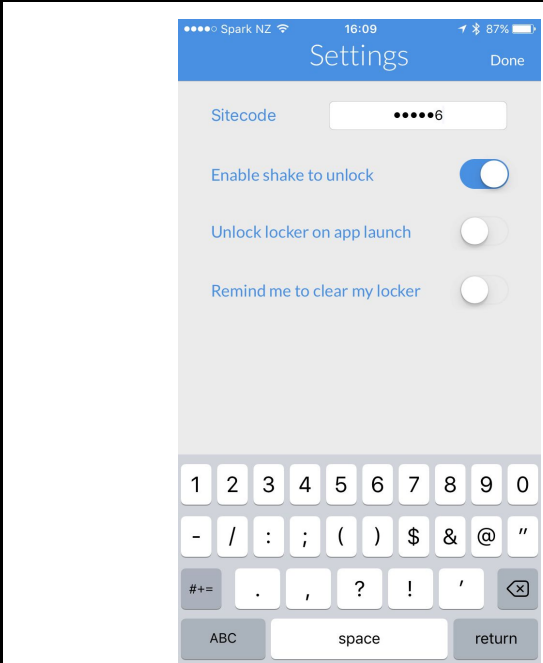 ●●●●○ Spark NZ 16:09 87%
Settings Done
Sitecode •••••6
Enable shake to unlock
Unlock locker on app launch
Remind me to clear my locker
1 2 3 4 5 6 7 8 9 0
- / : ; ( ) $ & @ "
#+= . , ? ! '
ABC space return